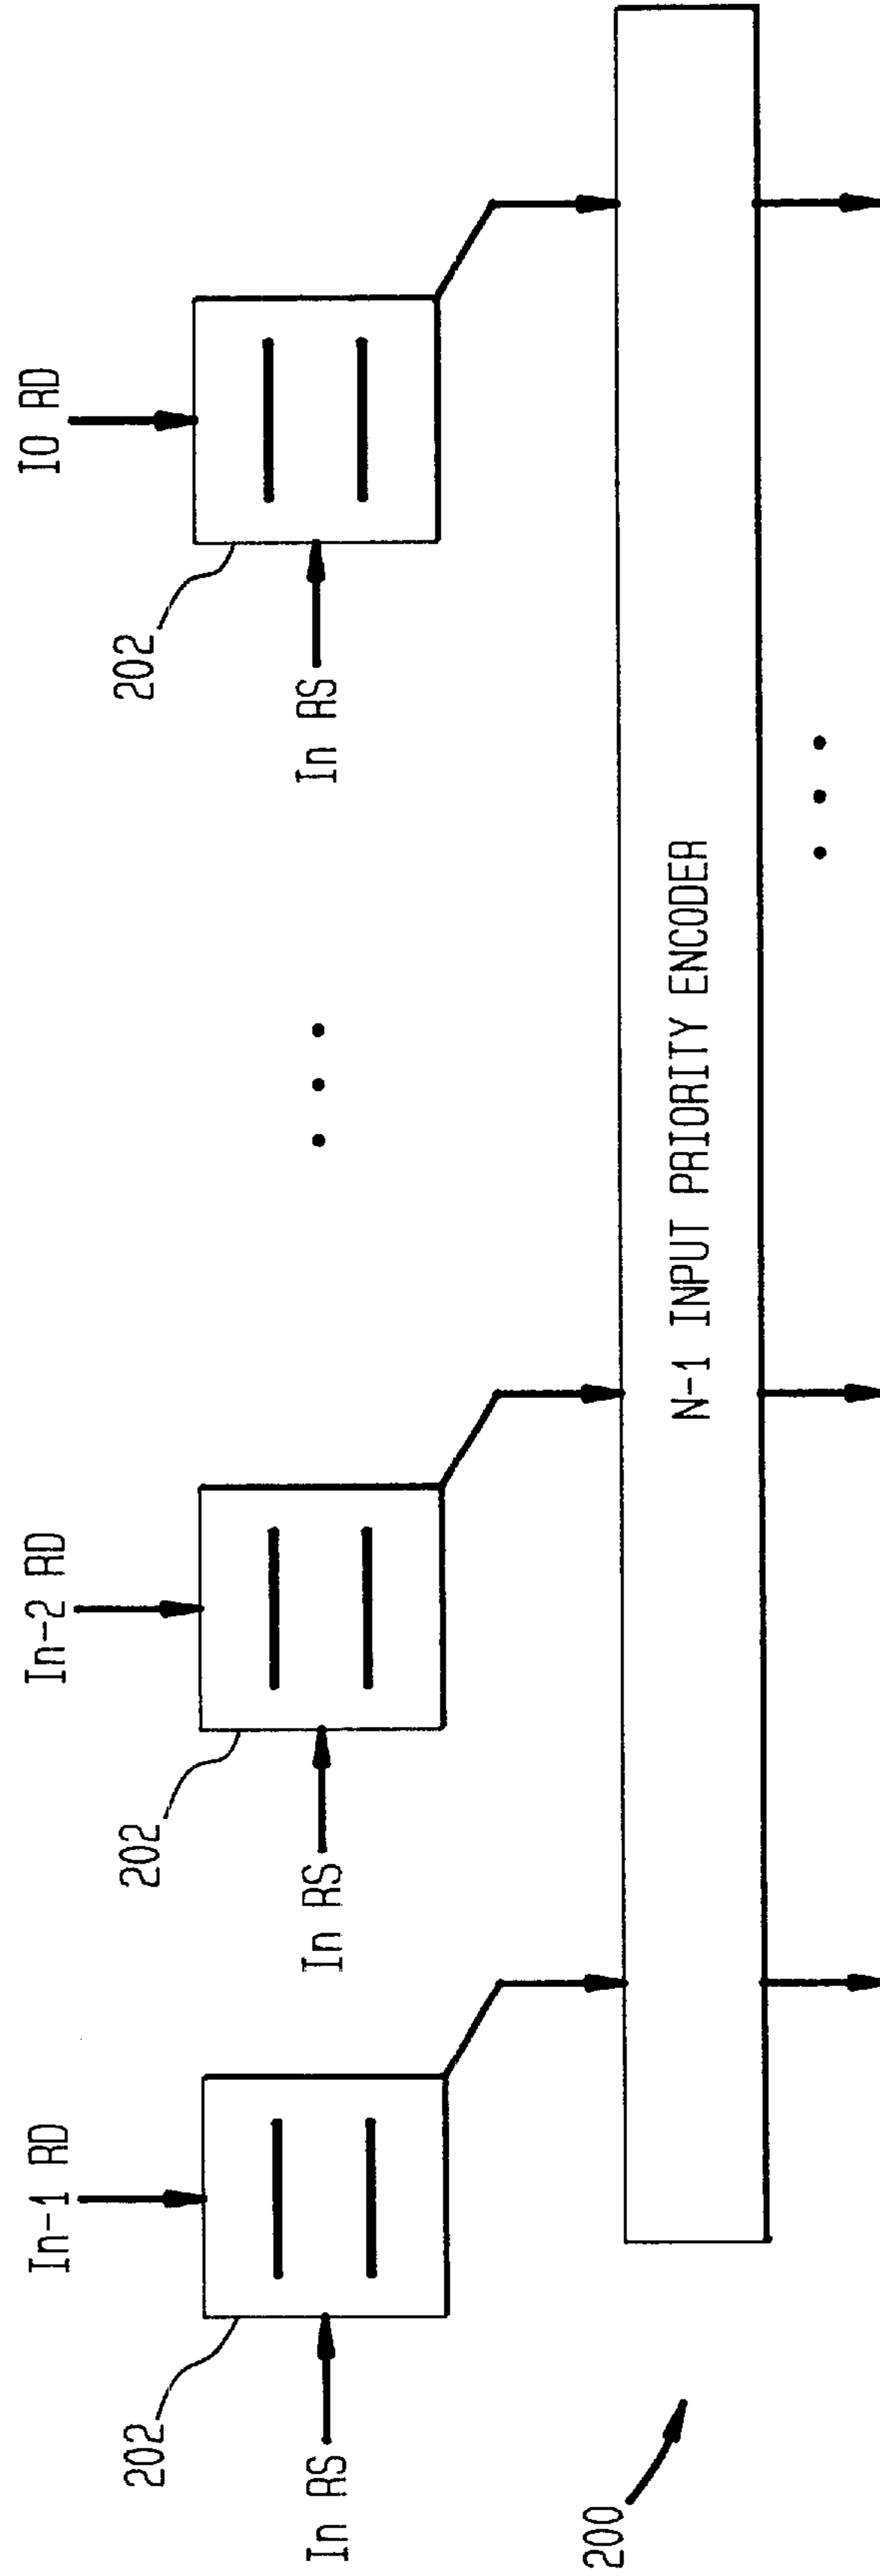 In-1 RD
In-2 RD
IO RD
202
202
202
In RS
In RS
In RS
N-1 INPUT PRIORITY ENCODER
200